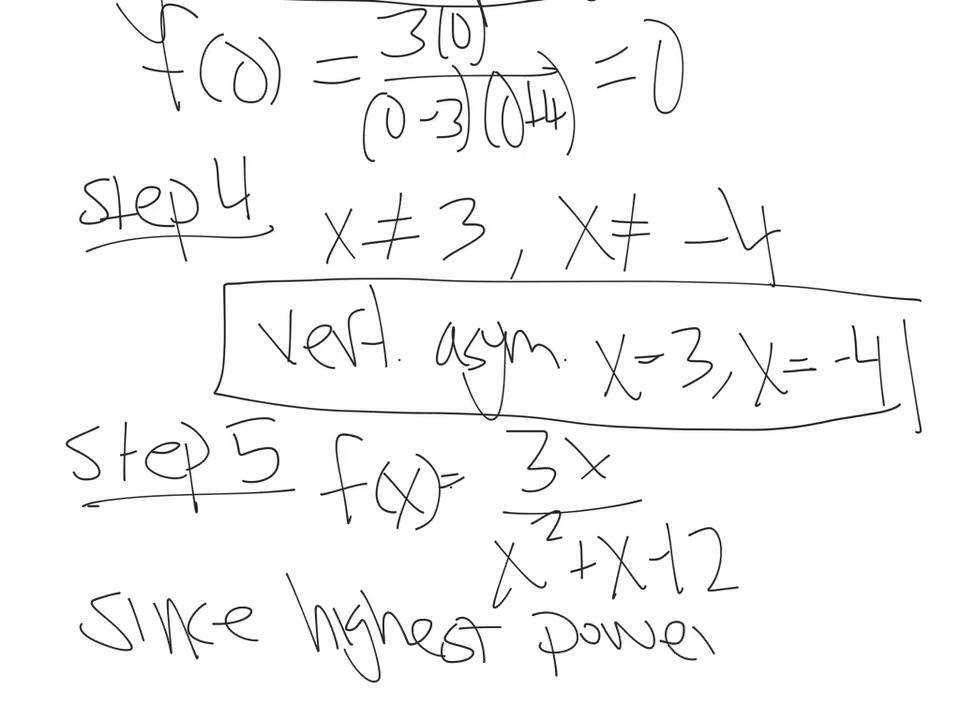 f(0) = 3(0) / (0-3)(0+4) = 0
step 4 x ≠ 3, x ≠ -4
vert. asym. x=3, x=-4
step 5 f(x) = 3x / x²+x-12
since highest power